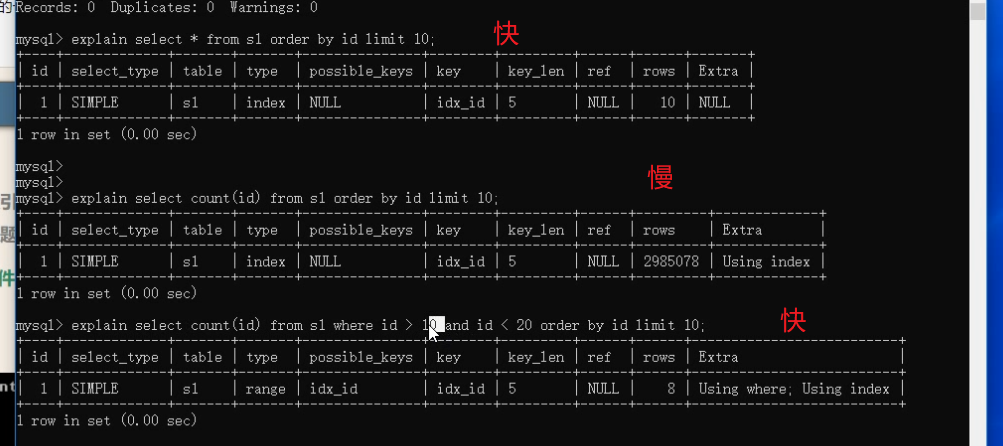 的
Records: 0  Duplicates: 0  Warnings: 0
mysql> explain select * from s1 order by id limit 10;
快
| id | select_type | table | type | possible_keys | key | key_len | ref | rows | Extra |
| 1 | SIMPLE | s1 | index | NULL | idx_id | 5 | NULL | 10 | NULL |
1 row in set (0.00 sec)
mysql>
mysql>
慢
mysql> explain select count(id) from s1 order by id limit 10;
引
| id | select_type | table | type | possible_keys | key | key_len | ref | rows | Extra |
题
| 1 | SIMPLE | s1 | index | NULL | idx_id | 5 | NULL | 2985078 | Using index |
件
1 row in set (0.00 sec)
mysql> explain select count(id) from s1 where id > 10 and id < 20 order by id limit 10;
快
| id | select_type | table | type | possible_keys | key | key_len | ref | rows | Extra |
nt
| 1 | SIMPLE | s1 | range | idx_id | idx_id | 5 | NULL | 8 | Using where; Using index |
1 row in set (0.00 sec)